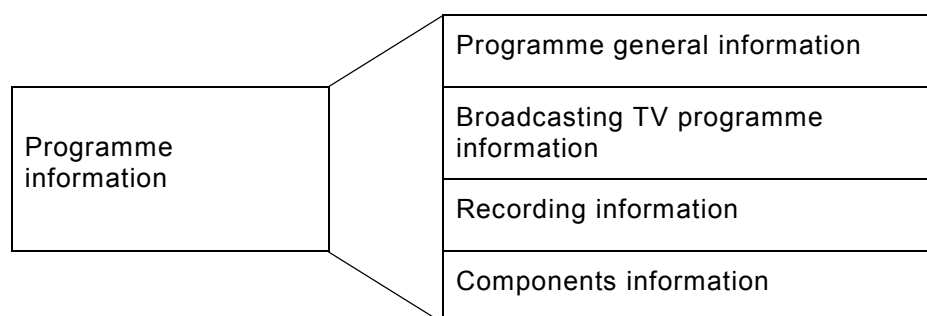 Programme
information
Programme general information
Broadcasting TV programme
information
Recording information
Components information